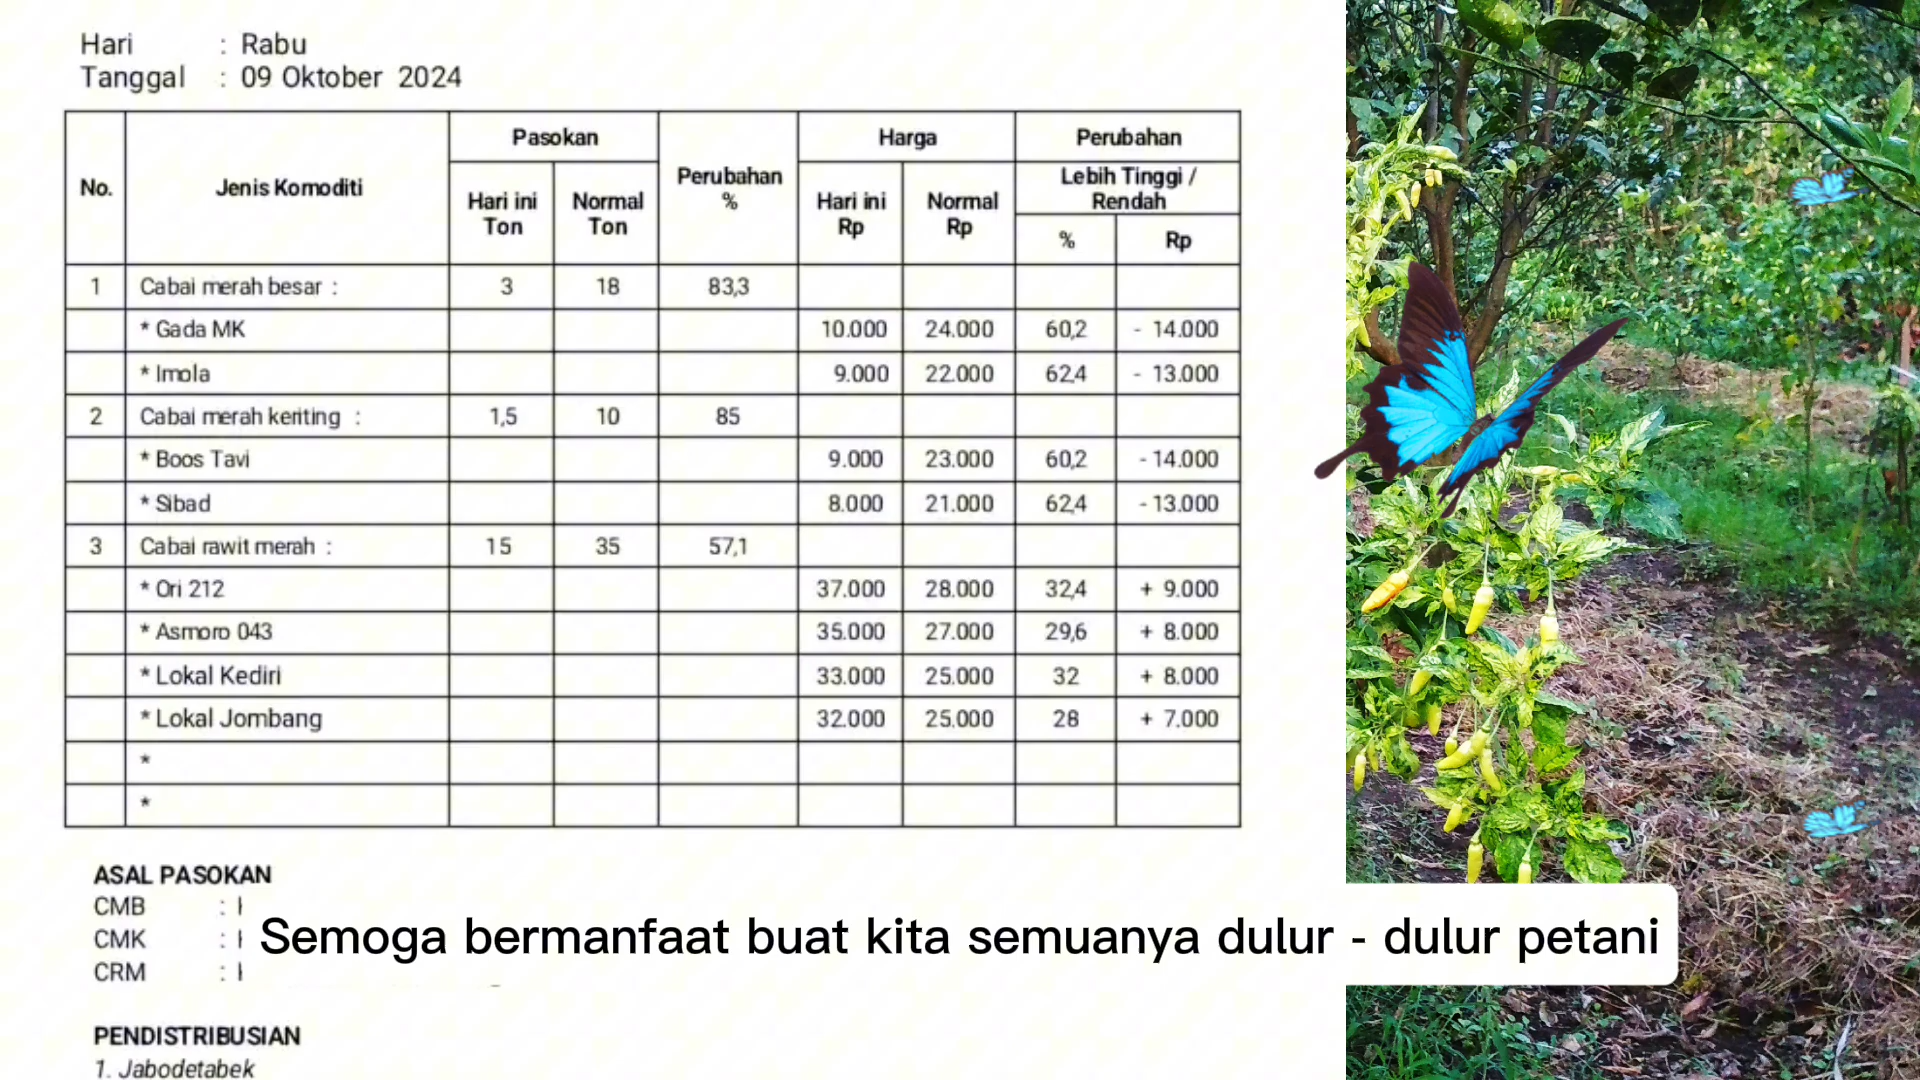 Hari : Rabu
Tanggal : 09 Oktober 2024
No. Jenis Komoditi Pasokan Perubahan % Harga Perubahan
Hari ini Ton Normal Ton Hari ini Rp Normal Rp Lebih Tinggi / Rendah
% Rp
1 Cabai merah besar : 3 18 83,3
* Gada MK 10.000 24.000 60,2 - 14.000
* Imola 9.000 22.000 62,4 - 13.000
2 Cabai merah keriting : 1,5 10 85
* Boos Tavi 9.000 23.000 60,2 - 14.000
* Sibad 8.000 21.000 62,4 - 13.000
3 Cabai rawit merah : 15 35 57,1
* Ori 212 37.000 28.000 32,4 + 9.000
* Asmoro 043 35.000 27.000 29,6 + 8.000
* Lokal Kediri 33.000 25.000 32 + 8.000
* Lokal Jombang 32.000 25.000 28 + 7.000
*
*
ASAL PASOKAN
CMB :
CMK :
CRM :
Semoga bermanfaat buat kita semuanya dulur - dulur petani
PENDISTRIBUSIAN
1. Jabodetabek